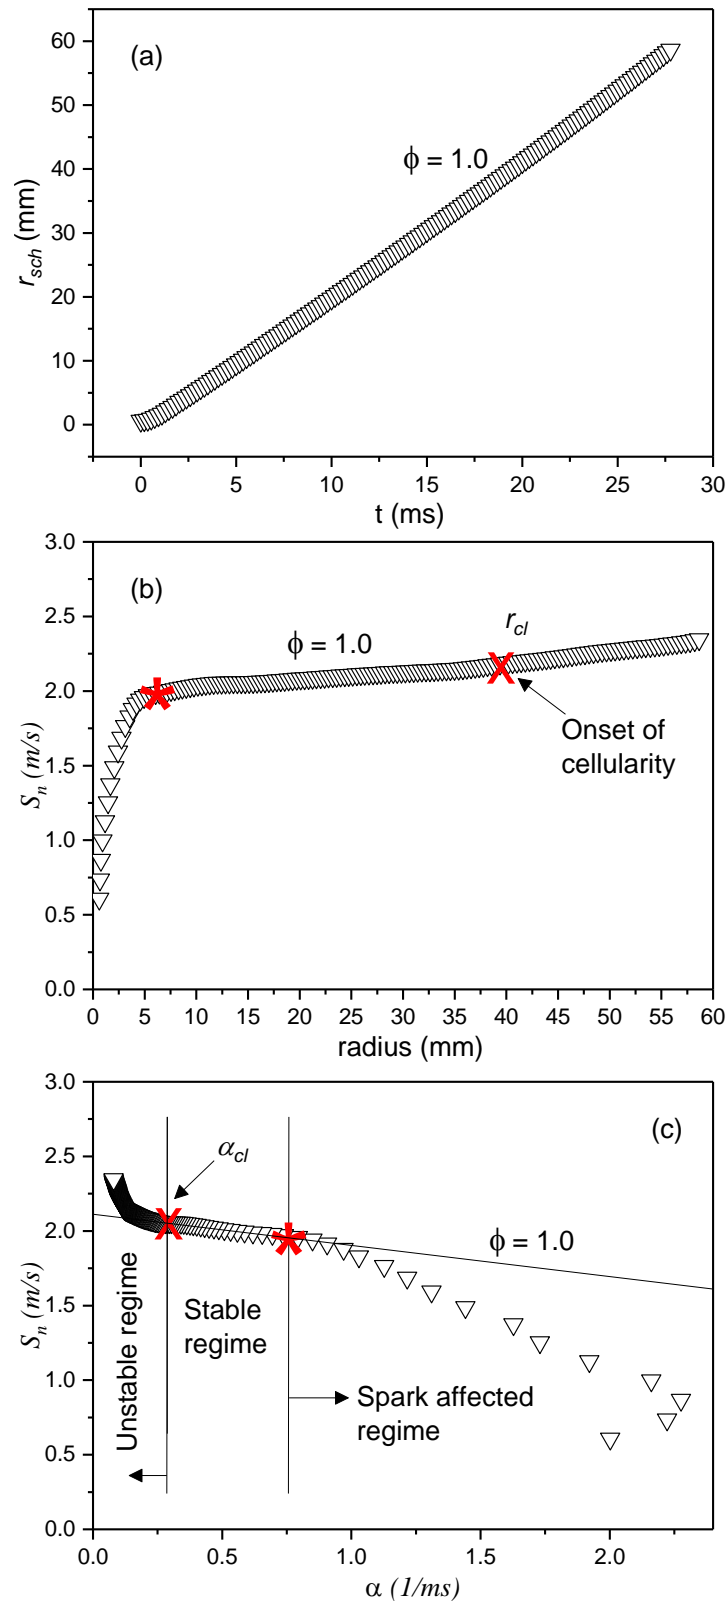 (a)
60
50
40
30
20
10
0
ϕ = 1.0
r_sch (mm)
0 5 10 15 20 25 30
t (ms)
(b)
3.0
2.5
2.0
1.5
1.0
0.5
0.0
ϕ = 1.0
r_cl
Onset of
cellularity
S_n (m/s)
0 5 10 15 20 25 30 35 40 45 50 55 60
radius (mm)
(c)
3.0
2.5
2.0
1.5
1.0
0.5
0.0
α_cl
ϕ = 1.0
Unstable regime
Stable
regime
Spark affected
regime
S_n (m/s)
0.0 0.5 1.0 1.5 2.0
α (1/ms)